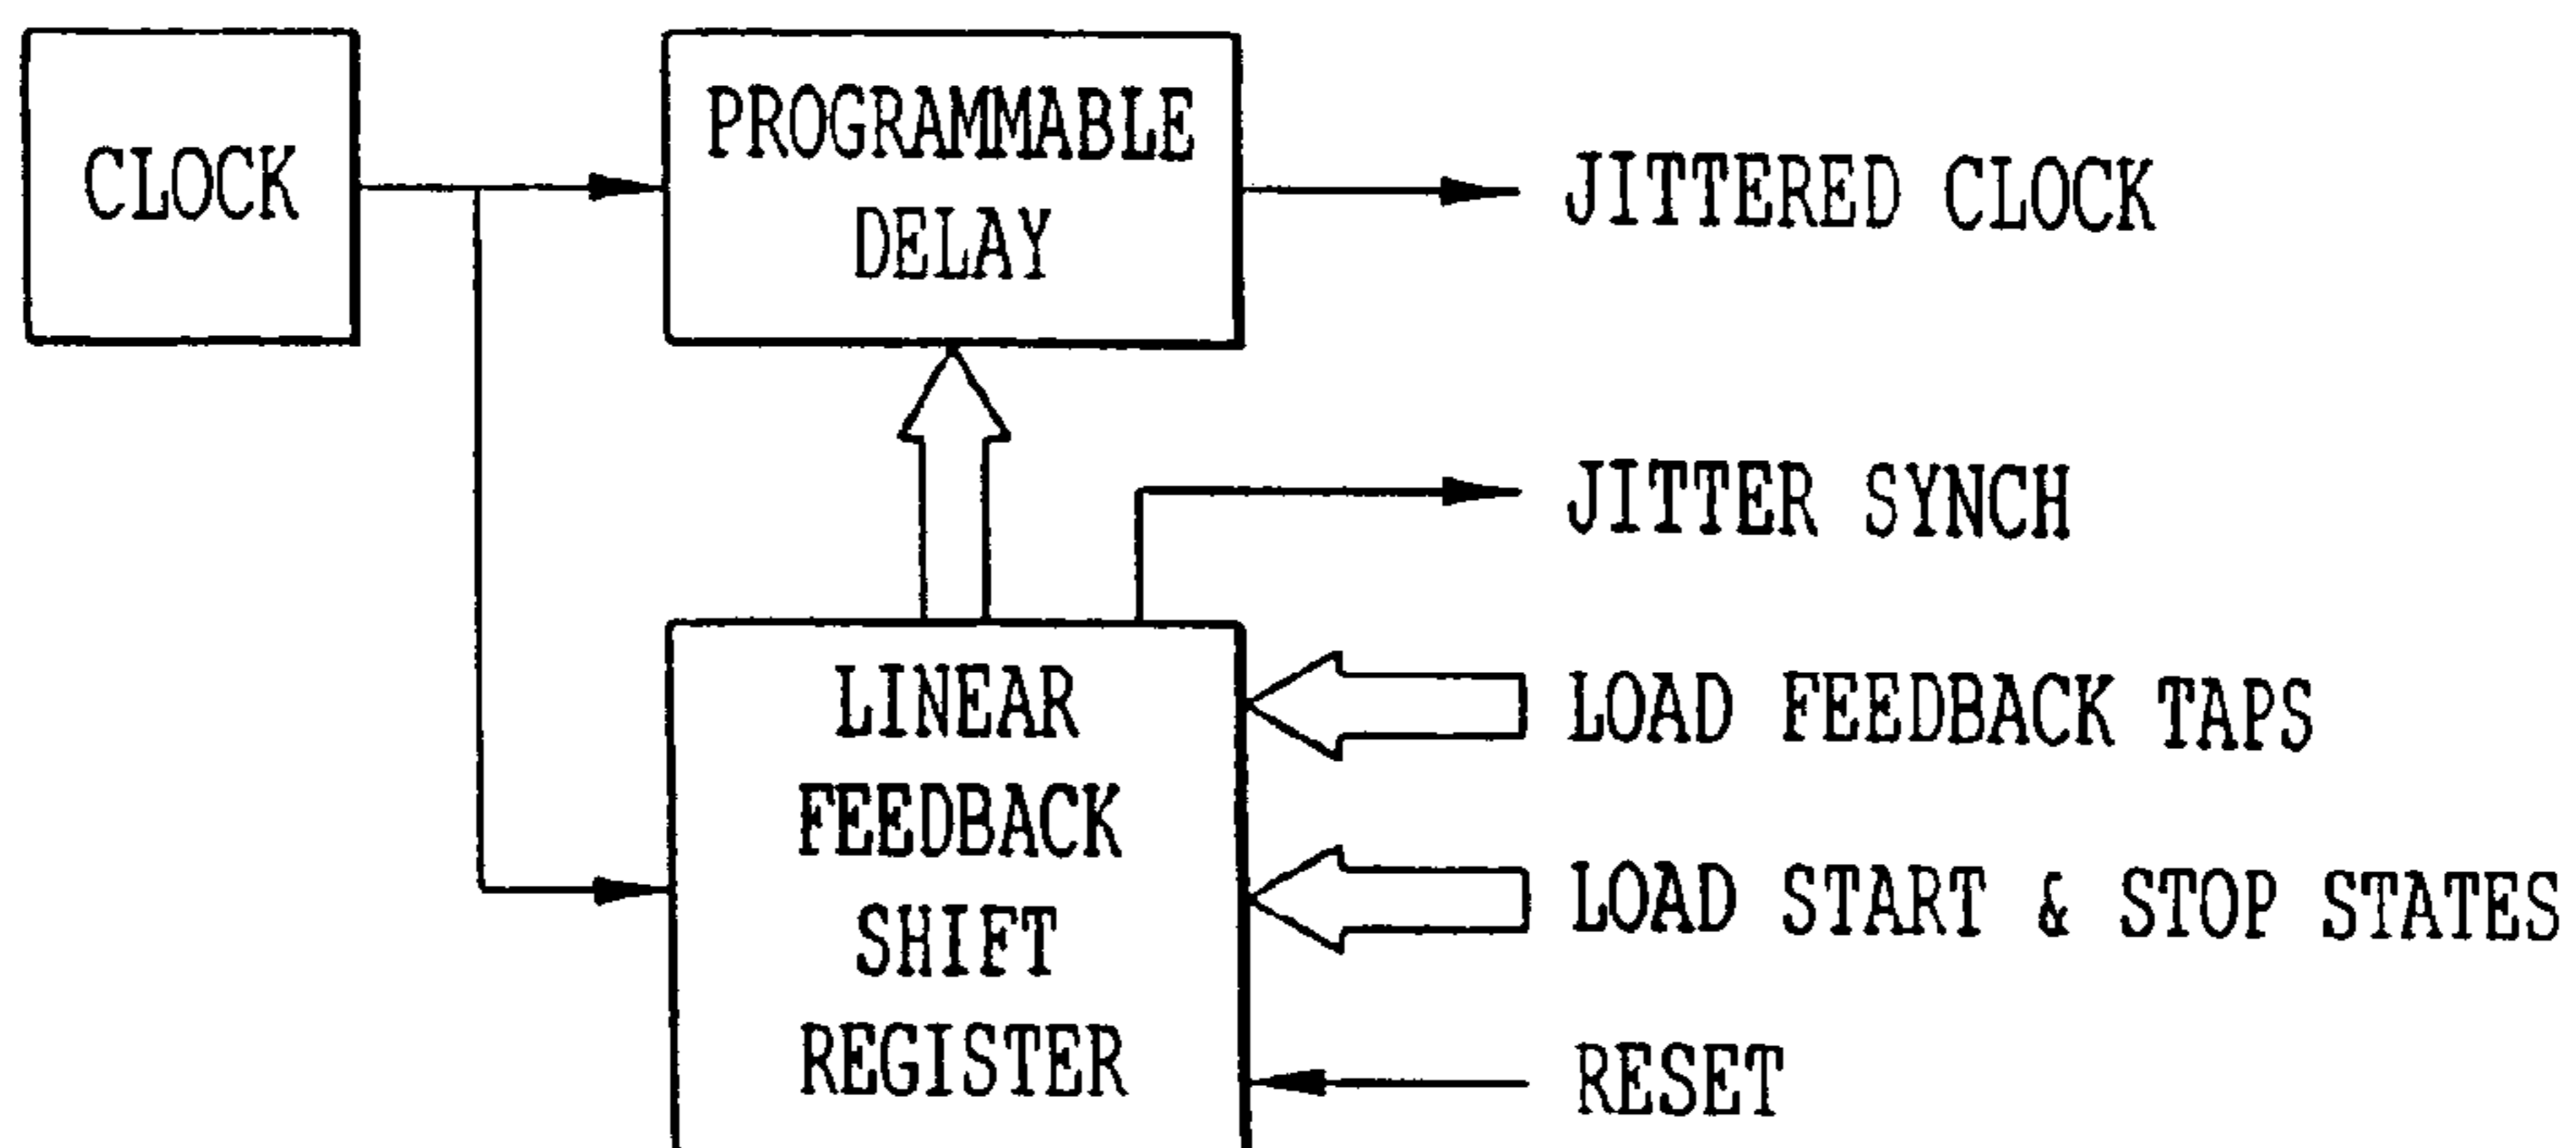 CLOCK
PROGRAMMABLE
DELAY
JITTERED CLOCK
JITTER SYNCH
LINEAR
FEEDBACK
SHIFT
REGISTER
LOAD FEEDBACK TAPS
LOAD START & STOP STATES
RESET